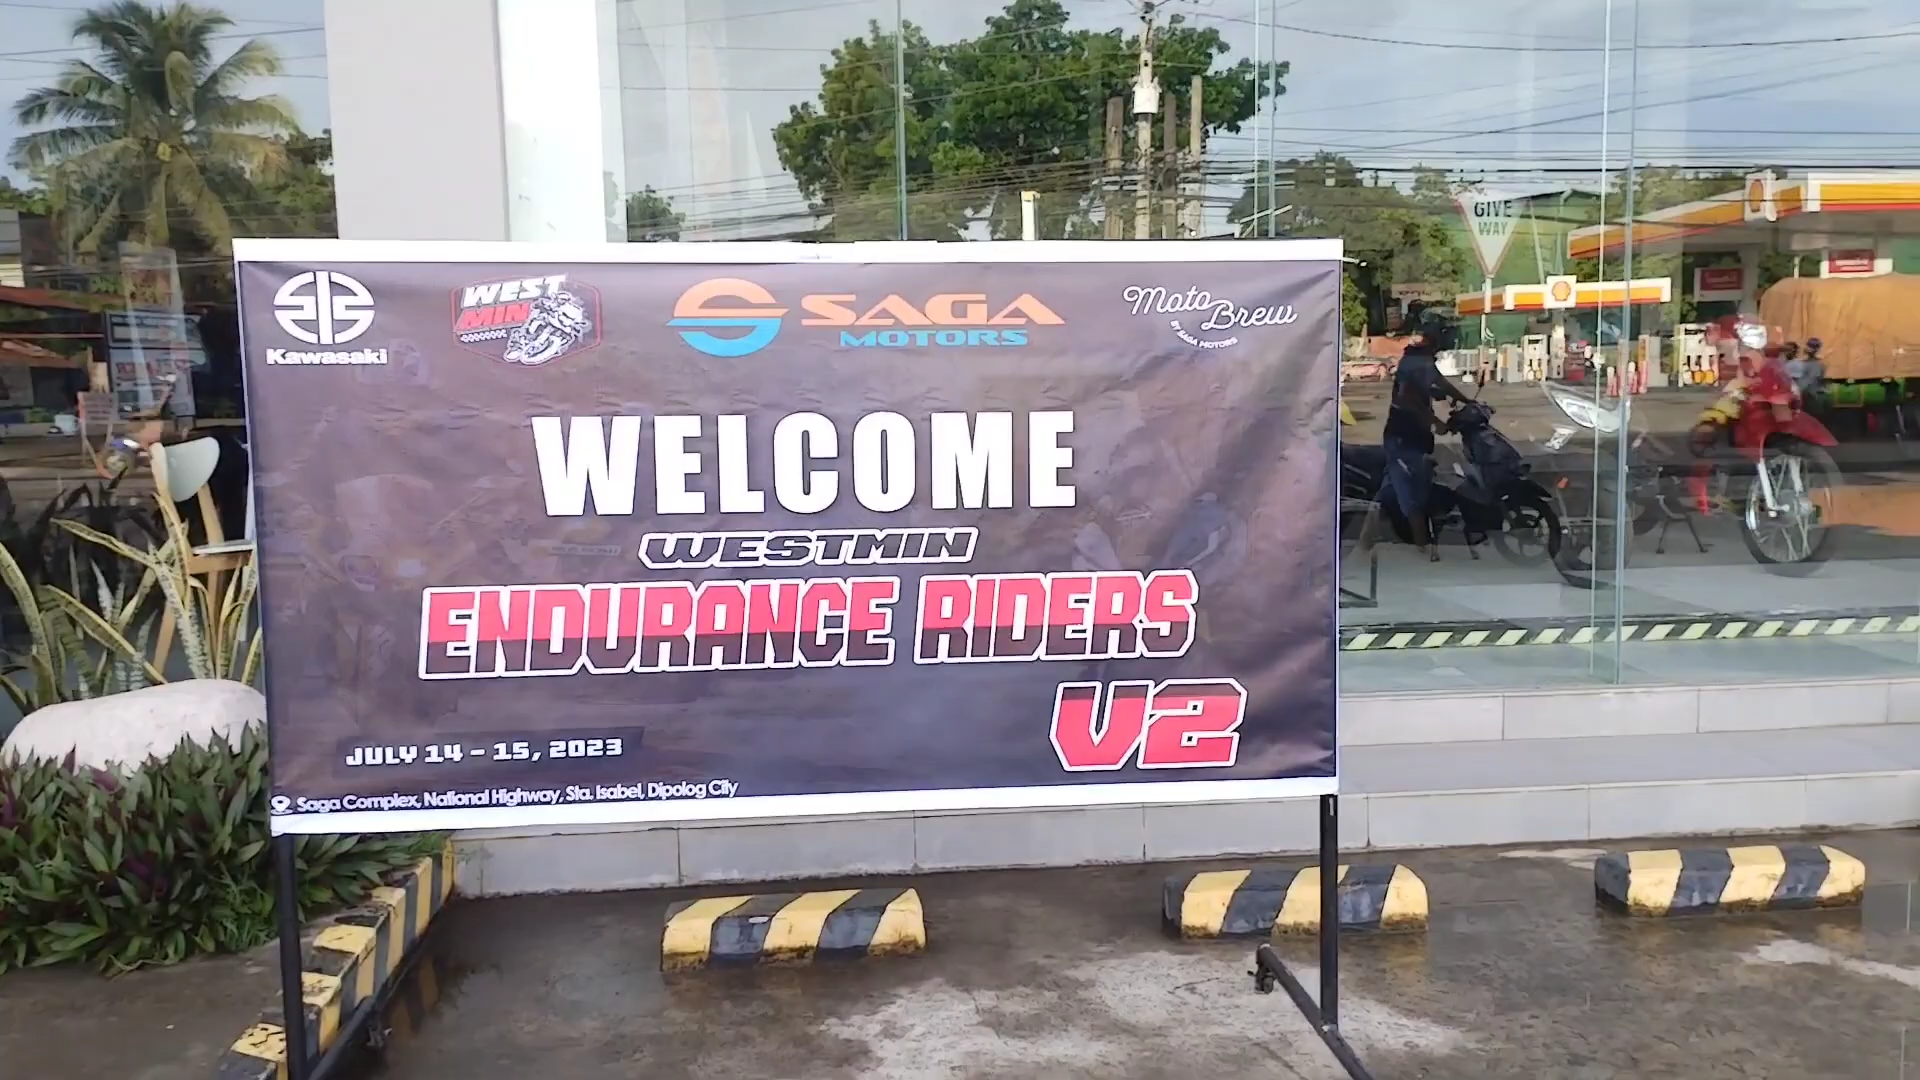 Kawasaki
WEST
MIN
SAGA
MOTORS
Moto
Brew
BY SAGA MOTORS
WELCOME
WESTMIN
ENDURANCE RIDERS
V2
JULY 14 - 15, 2023
Saga Complex, National Highway, Sta. Isabel, Dipolog City
GIVE
WAY